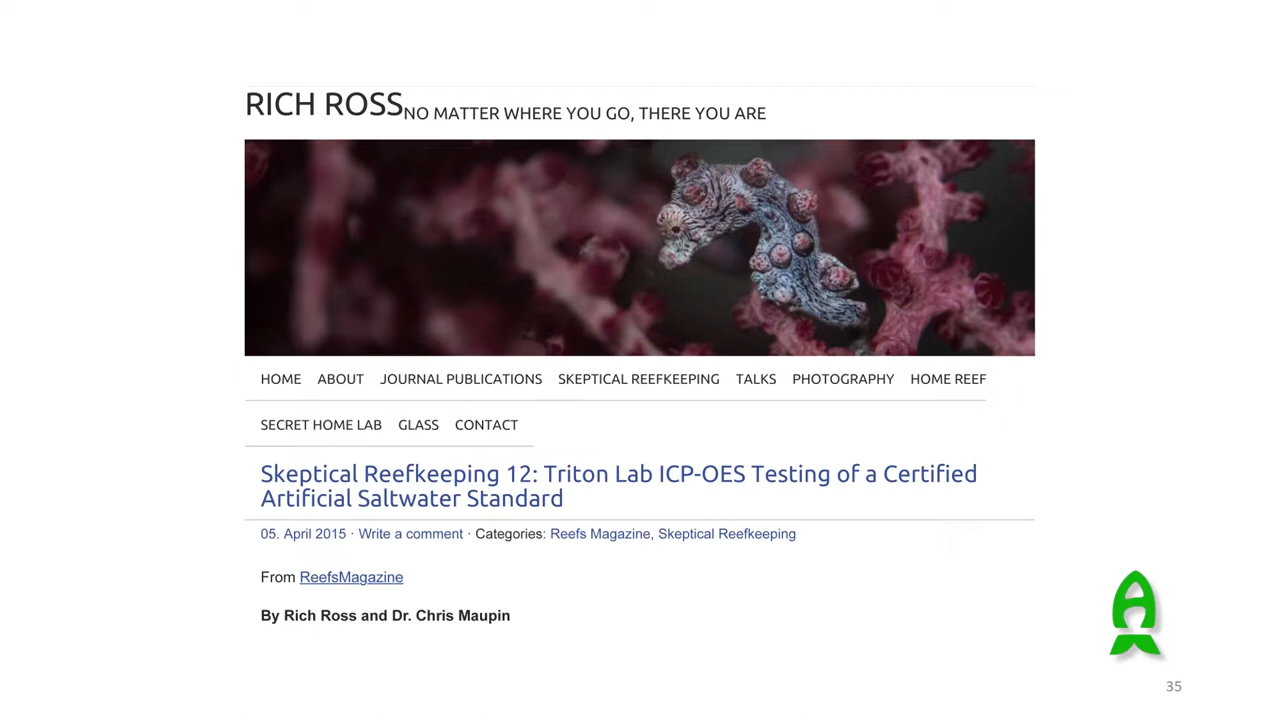 RICH ROSS NO MATTER WHERE YOU GO, THERE YOU ARE
HOME ABOUT JOURNAL PUBLICATIONS SKEPTICAL REEFKEEPING TALKS PHOTOGRAPHY HOME REEF
SECRET HOME LAB GLASS CONTACT
Skeptical Reefkeeping 12: Triton Lab ICP-OES Testing of a Certified
Artificial Saltwater Standard
05. April 2015 · Write a comment · Categories: Reefs Magazine, Skeptical Reefkeeping
From ReefsMagazine
By Rich Ross and Dr. Chris Maupin
35